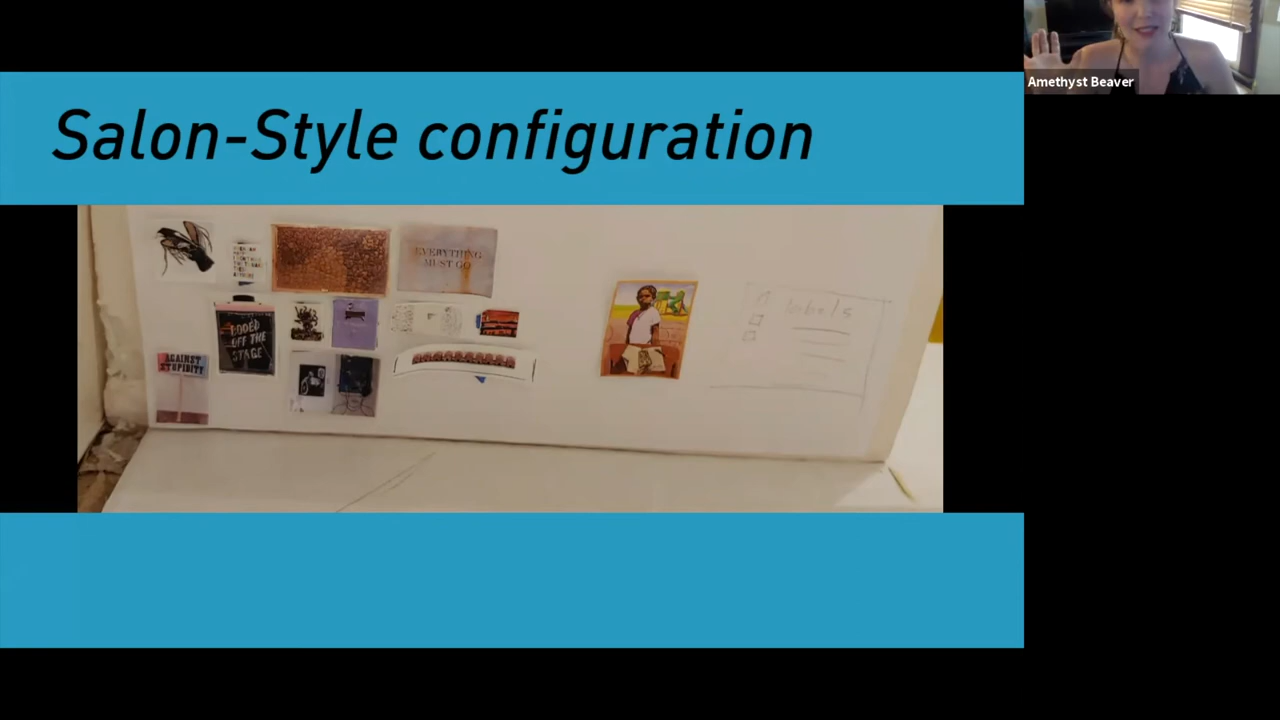 Amethyst Beaver
Salon-Style configuration
EVERYTHING
MUST GO
BOOED
OFF THE
STAGE
AGAINST
STUPIDITY
labels